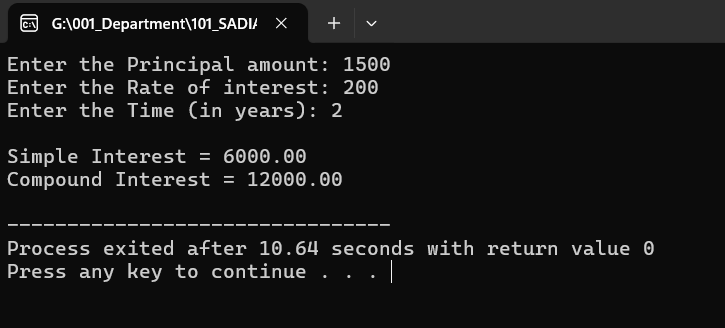 G:\001_Department\101_SADI
Enter the Principal amount: 1500
Enter the Rate of interest: 200
Enter the Time (in years): 2
Simple Interest = 6000.00
Compound Interest = 12000.00
--------------------------------
Process exited after 10.64 seconds with return value 0
Press any key to continue . . .